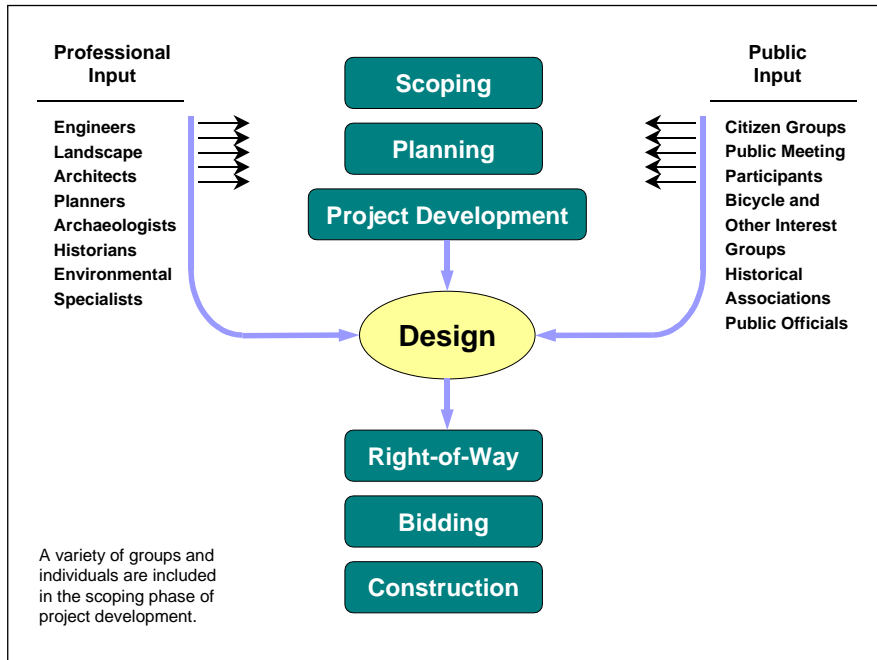 Professional
Input
Engineers
Landscape
Architects
Planners
Archaeologists
Historians
Environmental
Specialists
Scoping
Planning
Project Development
Design
Right-of-Way
Bidding
Construction
Public
Input
Citizen Groups
Public Meeting
Participants
Bicycle and
Other Interest
Groups
Historical
Associations
Public Officials
A variety of groups and
individuals are included
in the scoping phase of
project development.